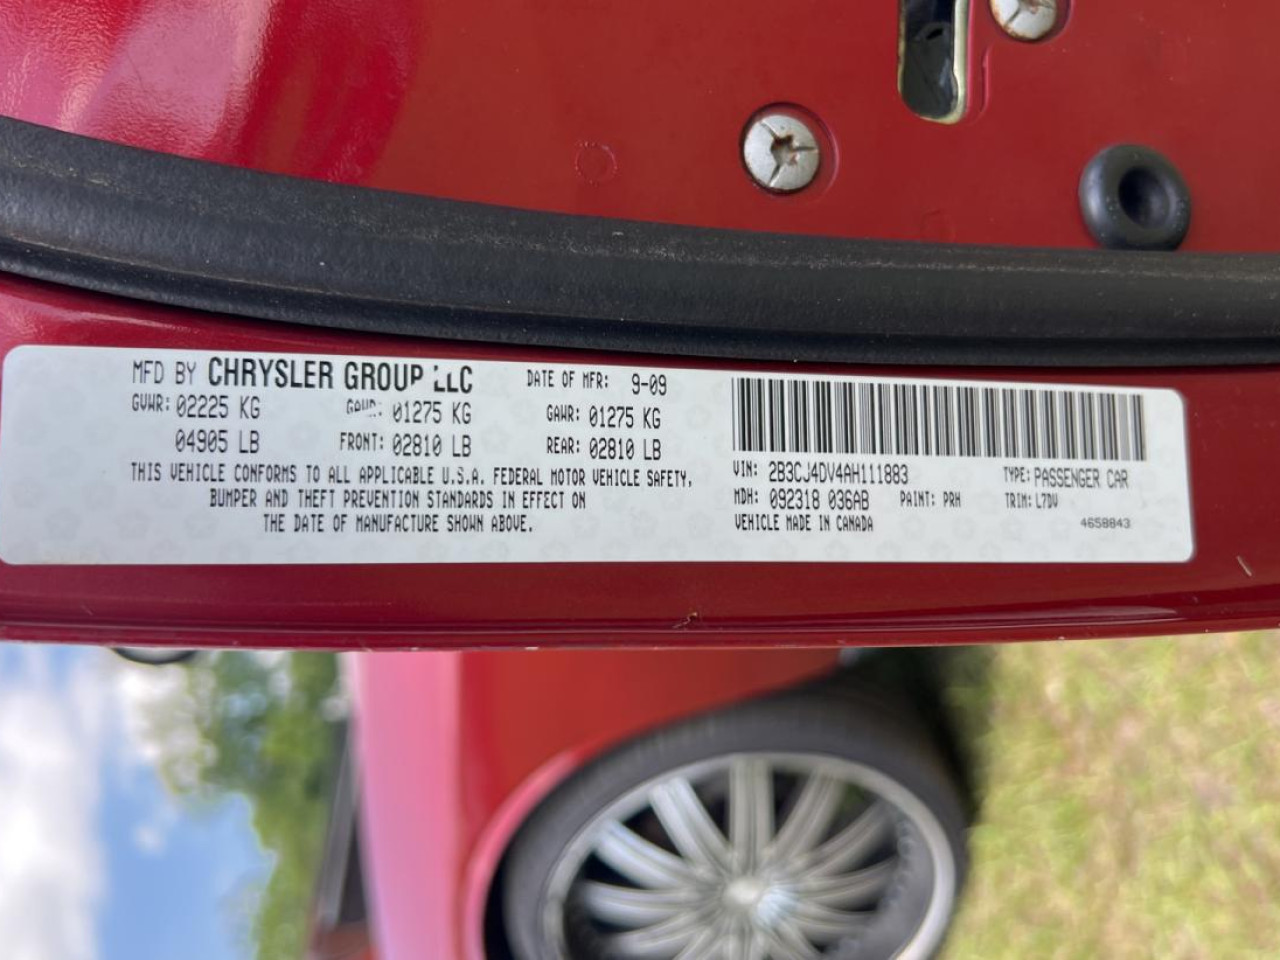 MFD BY CHRYSLER GROUP LLC DATE OF MFR: 9-09
GVWR: 02225 KG GAWR: 01275 KG GAWR: 01275 KG
04905 LB FRONT: 02810 LB REAR: 02810 LB
THIS VEHICLE CONFORMS TO ALL APPLICABLE U.S.A. FEDERAL MOTOR VEHICLE SAFETY,
BUMPER AND THEFT PREVENTION STANDARDS IN EFFECT ON
THE DATE OF MANUFACTURE SHOWN ABOVE.
VIN: 2B3CJ4DV4AH111883 TYPE: PASSENGER CAR
MDH: 092318 036AB PAINT: PRH TRIM: L7DV
VEHICLE MADE IN CANADA 4658843